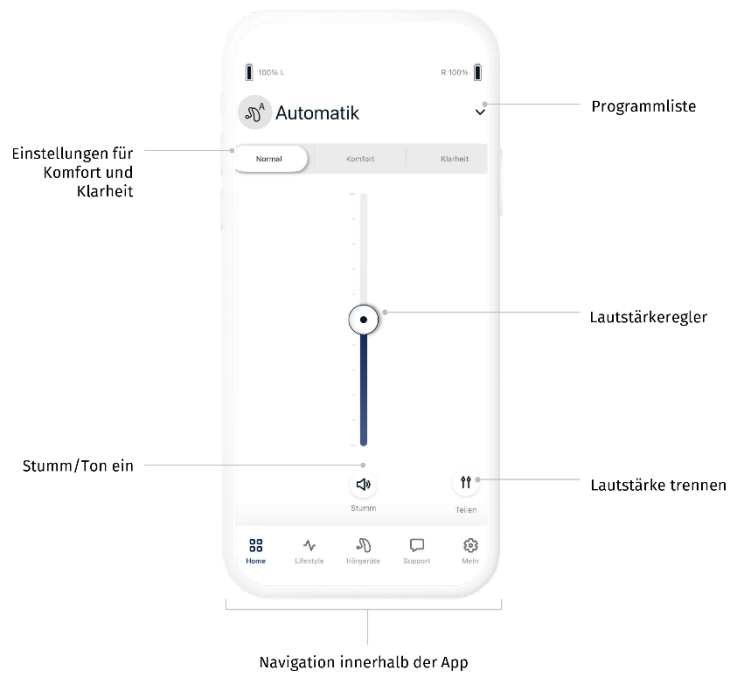 100% L
R 100%
Automatik
Programmliste
Einstellungen für
Komfort und
Klarheit
Normal
Komfort
Klarheit
Lautstärkeregler
Stumm/Ton ein
Lautstärke trennen
Stumm
Teilen
Home
Lifestyle
Hörgeräte
Support
Mehr
Navigation innerhalb der App